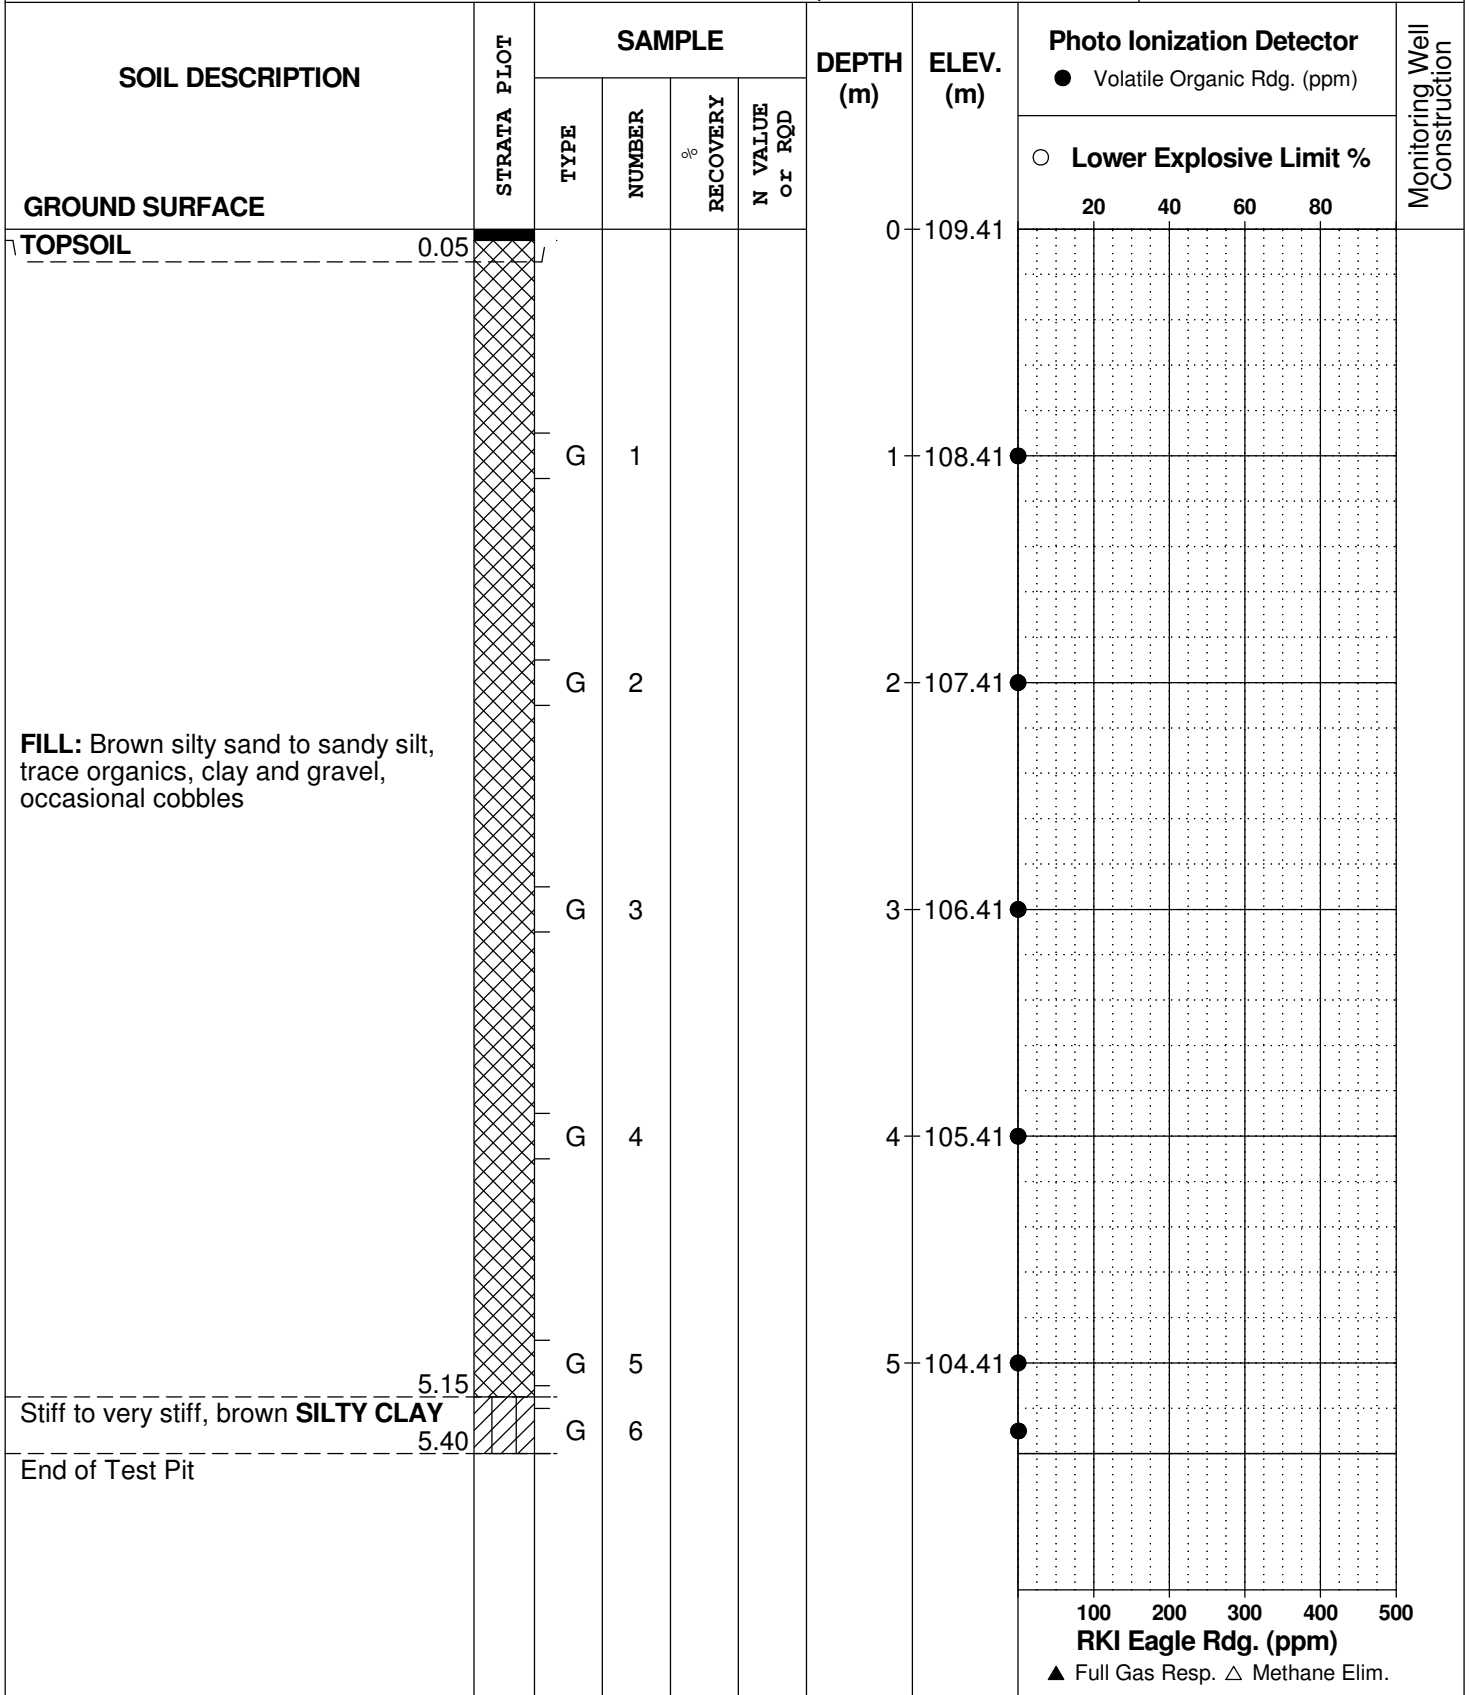 SOIL DESCRIPTION
GROUND SURFACE
STRATA PLOT
SAMPLE
TYPE
NUMBER
%
RECOVERY
N VALUE
or RQD
DEPTH
(m)
ELEV.
(m)
Photo Ionization Detector
● Volatile Organic Rdg. (ppm)
○ Lower Explosive Limit %
20 40 60 80
Monitoring Well
Construction
0 109.41
TOPSOIL 0.05
G 1
1 108.41
G 2
2 107.41
FILL: Brown silty sand to sandy silt,
trace organics, clay and gravel,
occasional cobbles
G 3
3 106.41
G 4
4 105.41
G 5
5 104.41
5.15
Stiff to very stiff, brown SILTY CLAY
G 6
5.40
End of Test Pit
100 200 300 400 500
RKI Eagle Rdg. (ppm)
▲ Full Gas Resp. △ Methane Elim.